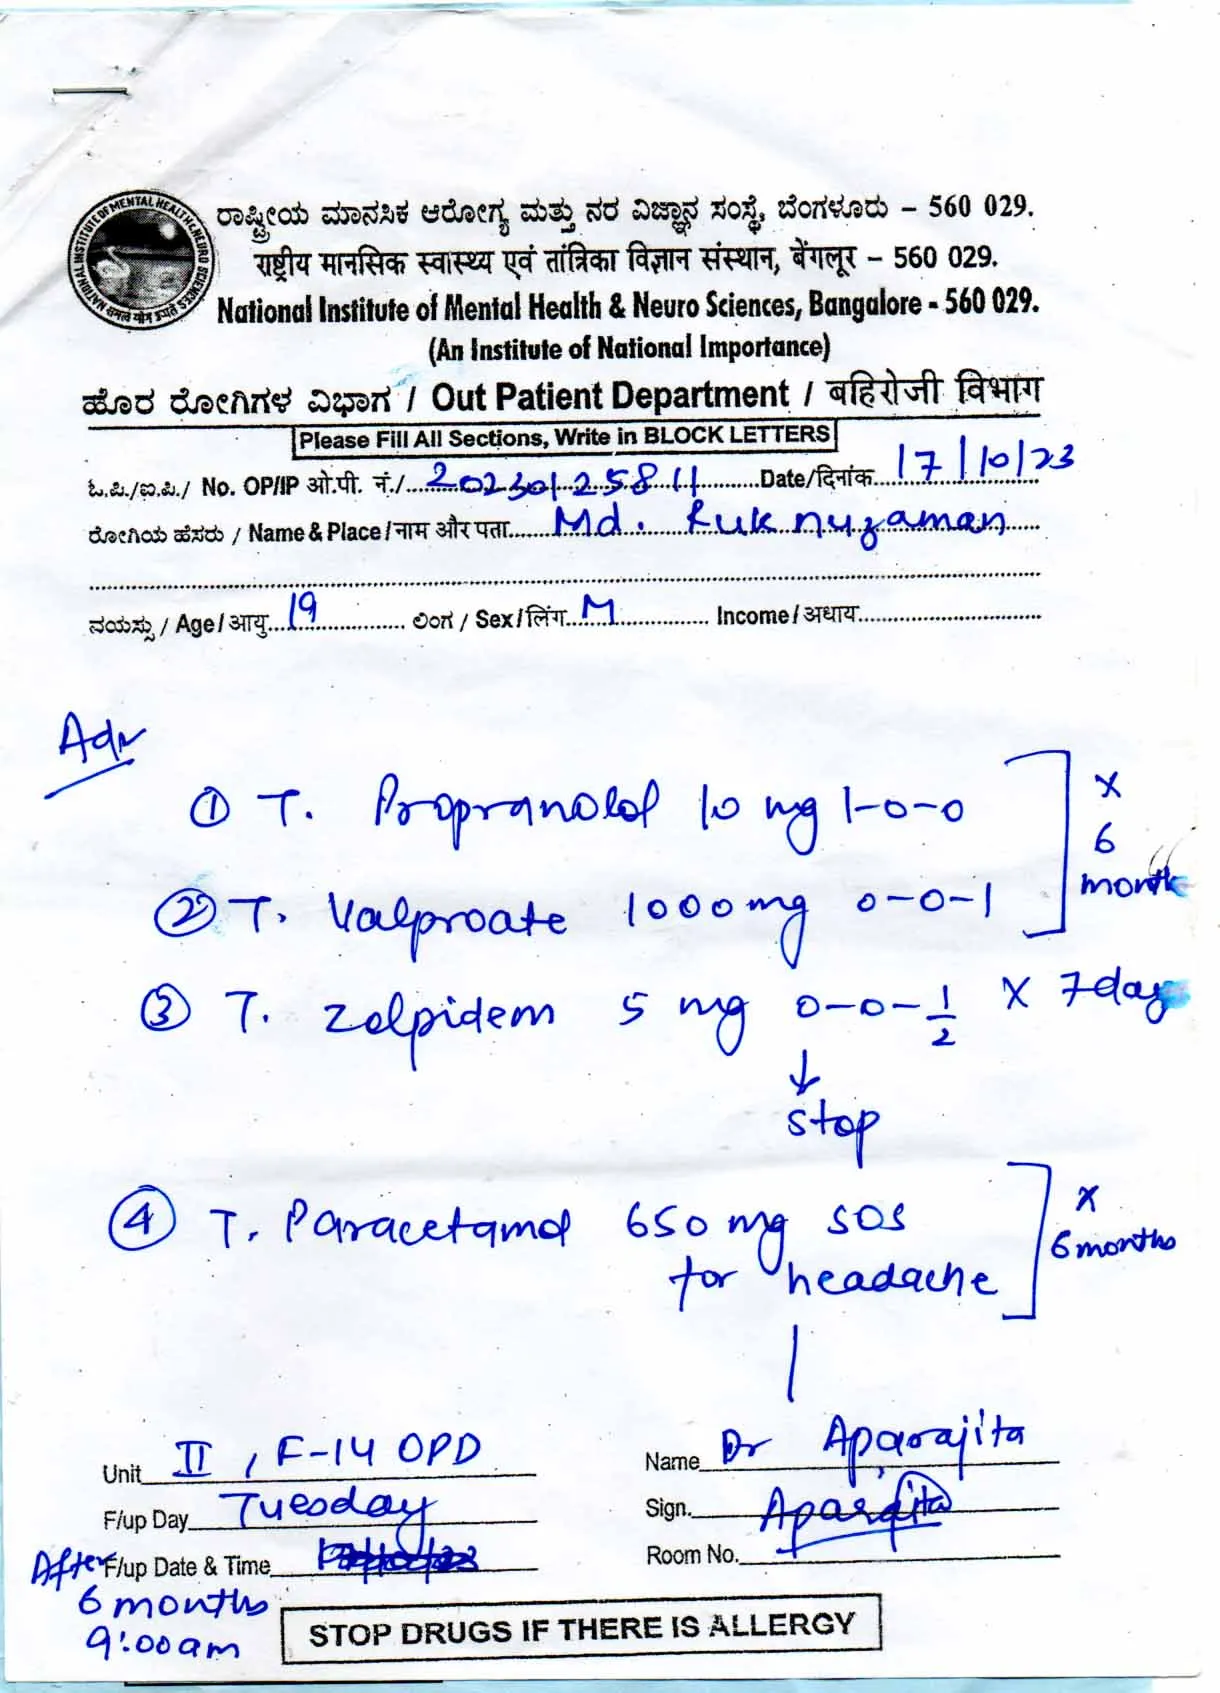 ರಾಷ್ಟ್ರೀಯ ಮಾನಸಿಕ ಆರೋಗ್ಯ ಮತ್ತು ನರ ವಿಜ್ಞಾನ ಸಂಸ್ಥೆ, ಬೆಂಗಳೂರು – 560 029.
राष्ट्रीय मानसिक स्वास्थ्य एवं तांत्रिका विज्ञान संस्थान, बेंगलूर – 560 029.
National Institute of Mental Health & Neuro Sciences, Bangalore - 560 029.
(An Institute of National Importance)
ಹೊರ ರೋಗಿಗಳ ವಿಭಾಗ / Out Patient Department / बहिरोजी विभाग
Please Fill All Sections, Write in BLOCK LETTERS
ಓ.ಪಿ./ಐ.ಪಿ./ No. OP/IP ओ.पी. नं./ 20230125811 Date/दिनांक 17/10/23
ರೋಗಿಯ ಹೆಸರು / Name & Place / नाम और पता Md. Ruknuzaman
ವಯಸ್ಸು / Age / आयु 19 ಲಿಂಗ / Sex / लिंग M Income / अधाय
Adv
① T. Propranolol 10 mg 1-0-0
② T. Valproate 1000mg 0-0-1
x 6 month
③ T. Zolpidem 5 mg 0-0-1/2 x 7 day
↓
stop
④ T. Paracetamol 650 mg SOS
for headache
x 6 months
Unit II, F-14 OPD
Name Dr Aparajita
F/up Day Tuesday
Sign. Aparajita
F/up Date & Time
Room No.
After 6 months
9:00am
STOP DRUGS IF THERE IS ALLERGY